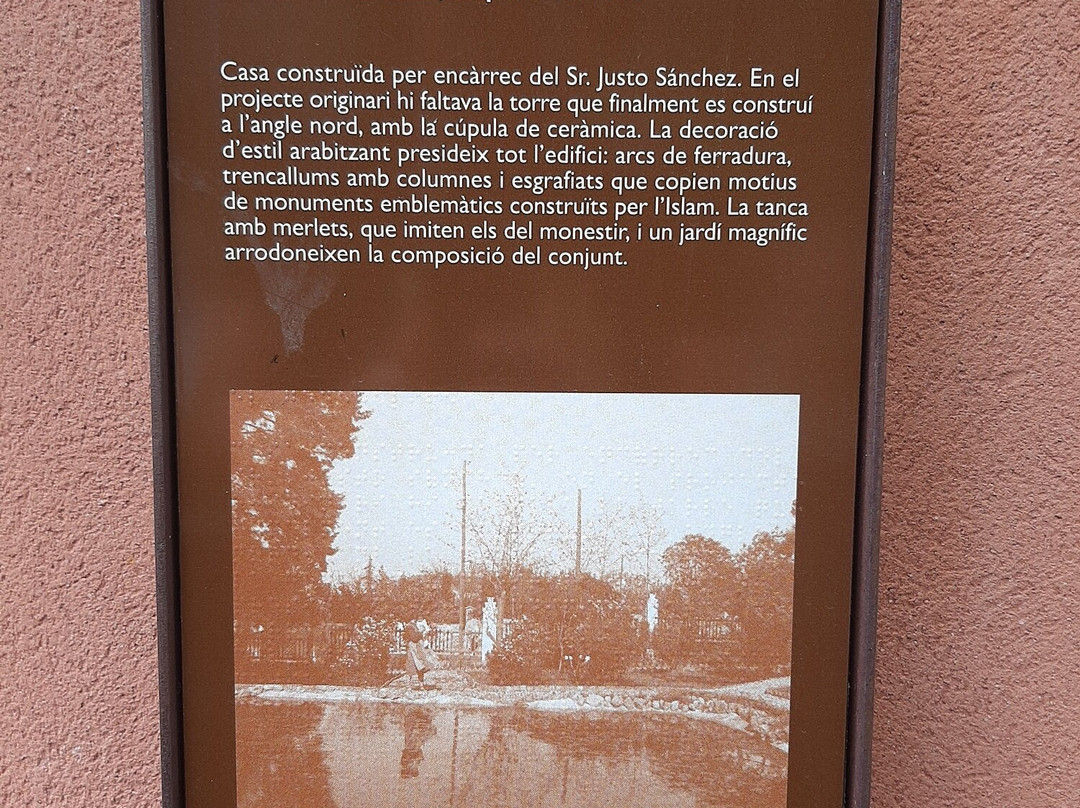 Casa construïda per encàrrec del Sr. Justo Sánchez. En el
projecte originari hi faltava la torre que finalment es construí
a l'angle nord, amb la cúpula de ceràmica. La decoració
d'estil arabitzant presideix tot l'edifici: arcs de ferradura,
trencallums amb columnes i esgrafiats que copien motius
de monuments emblemàtics construïts per l'Islam. La tanca
amb merlets, que imiten els del monestir, i un jardí magnífic
arrodoneixen la composició del conjunt.